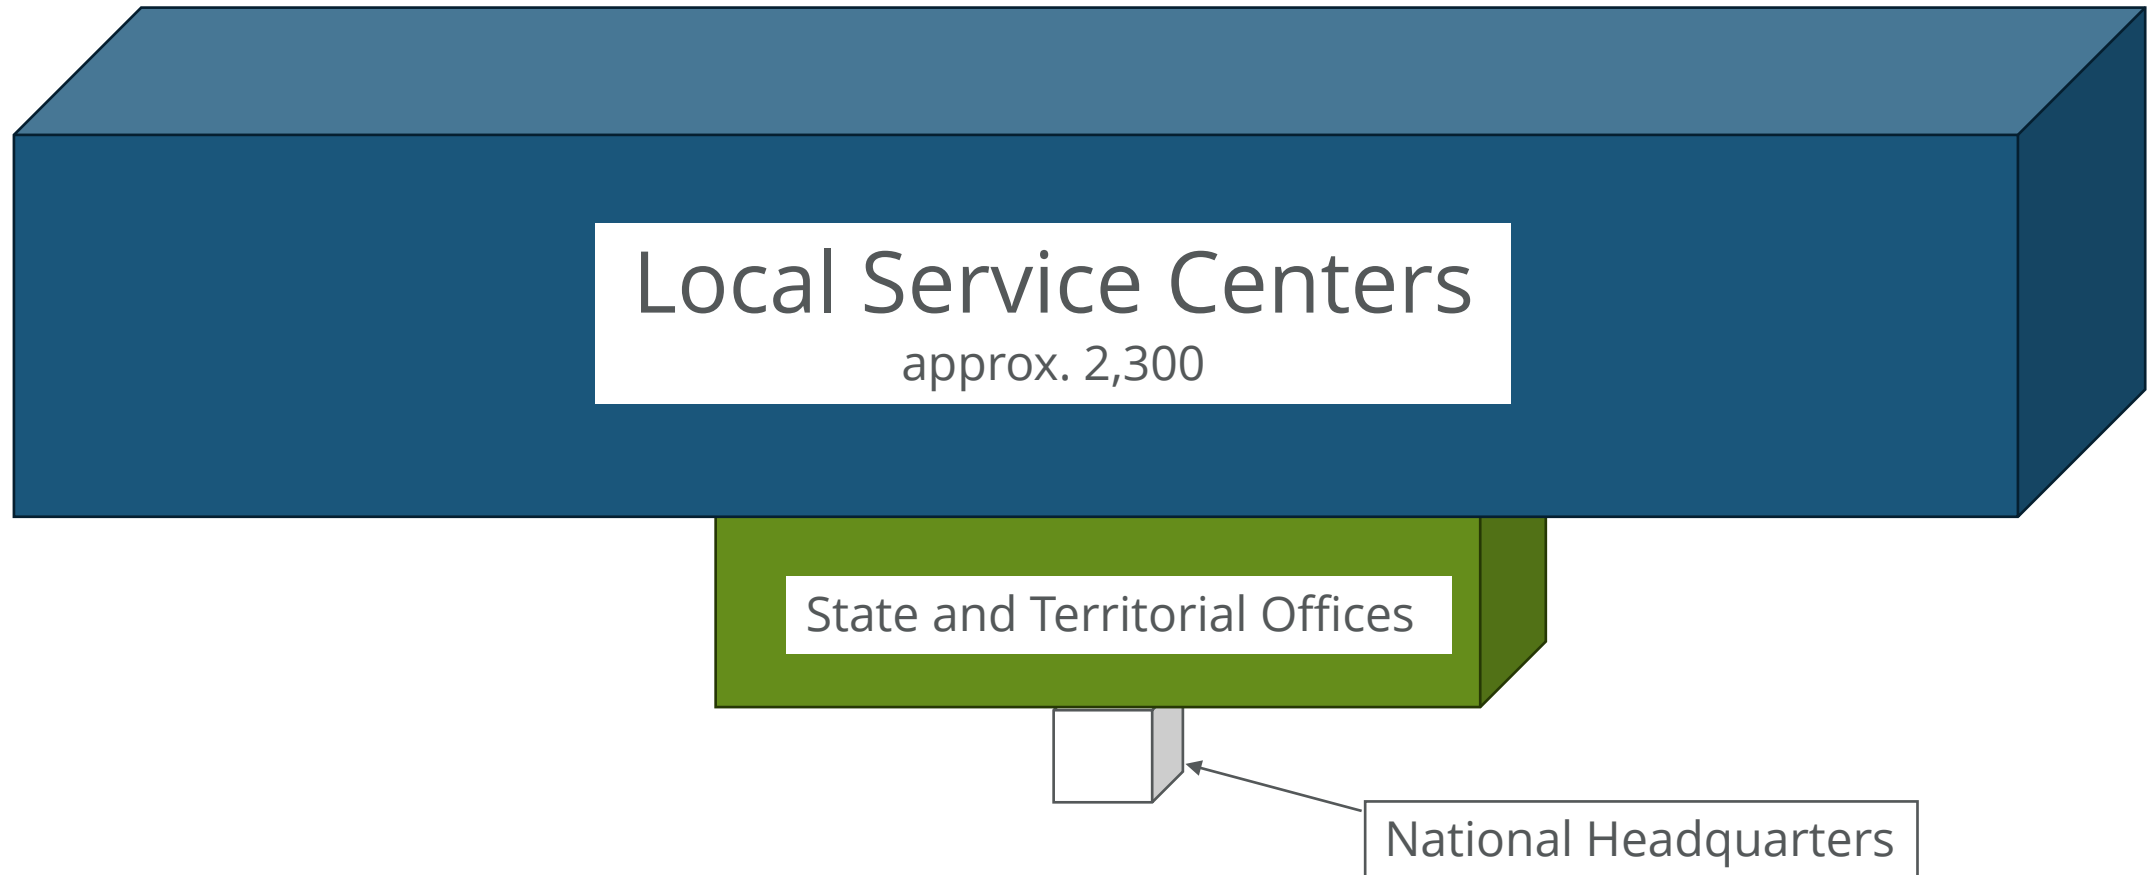 Local Service Centers
approx. 2,300
State and Territorial Offices
National Headquarters